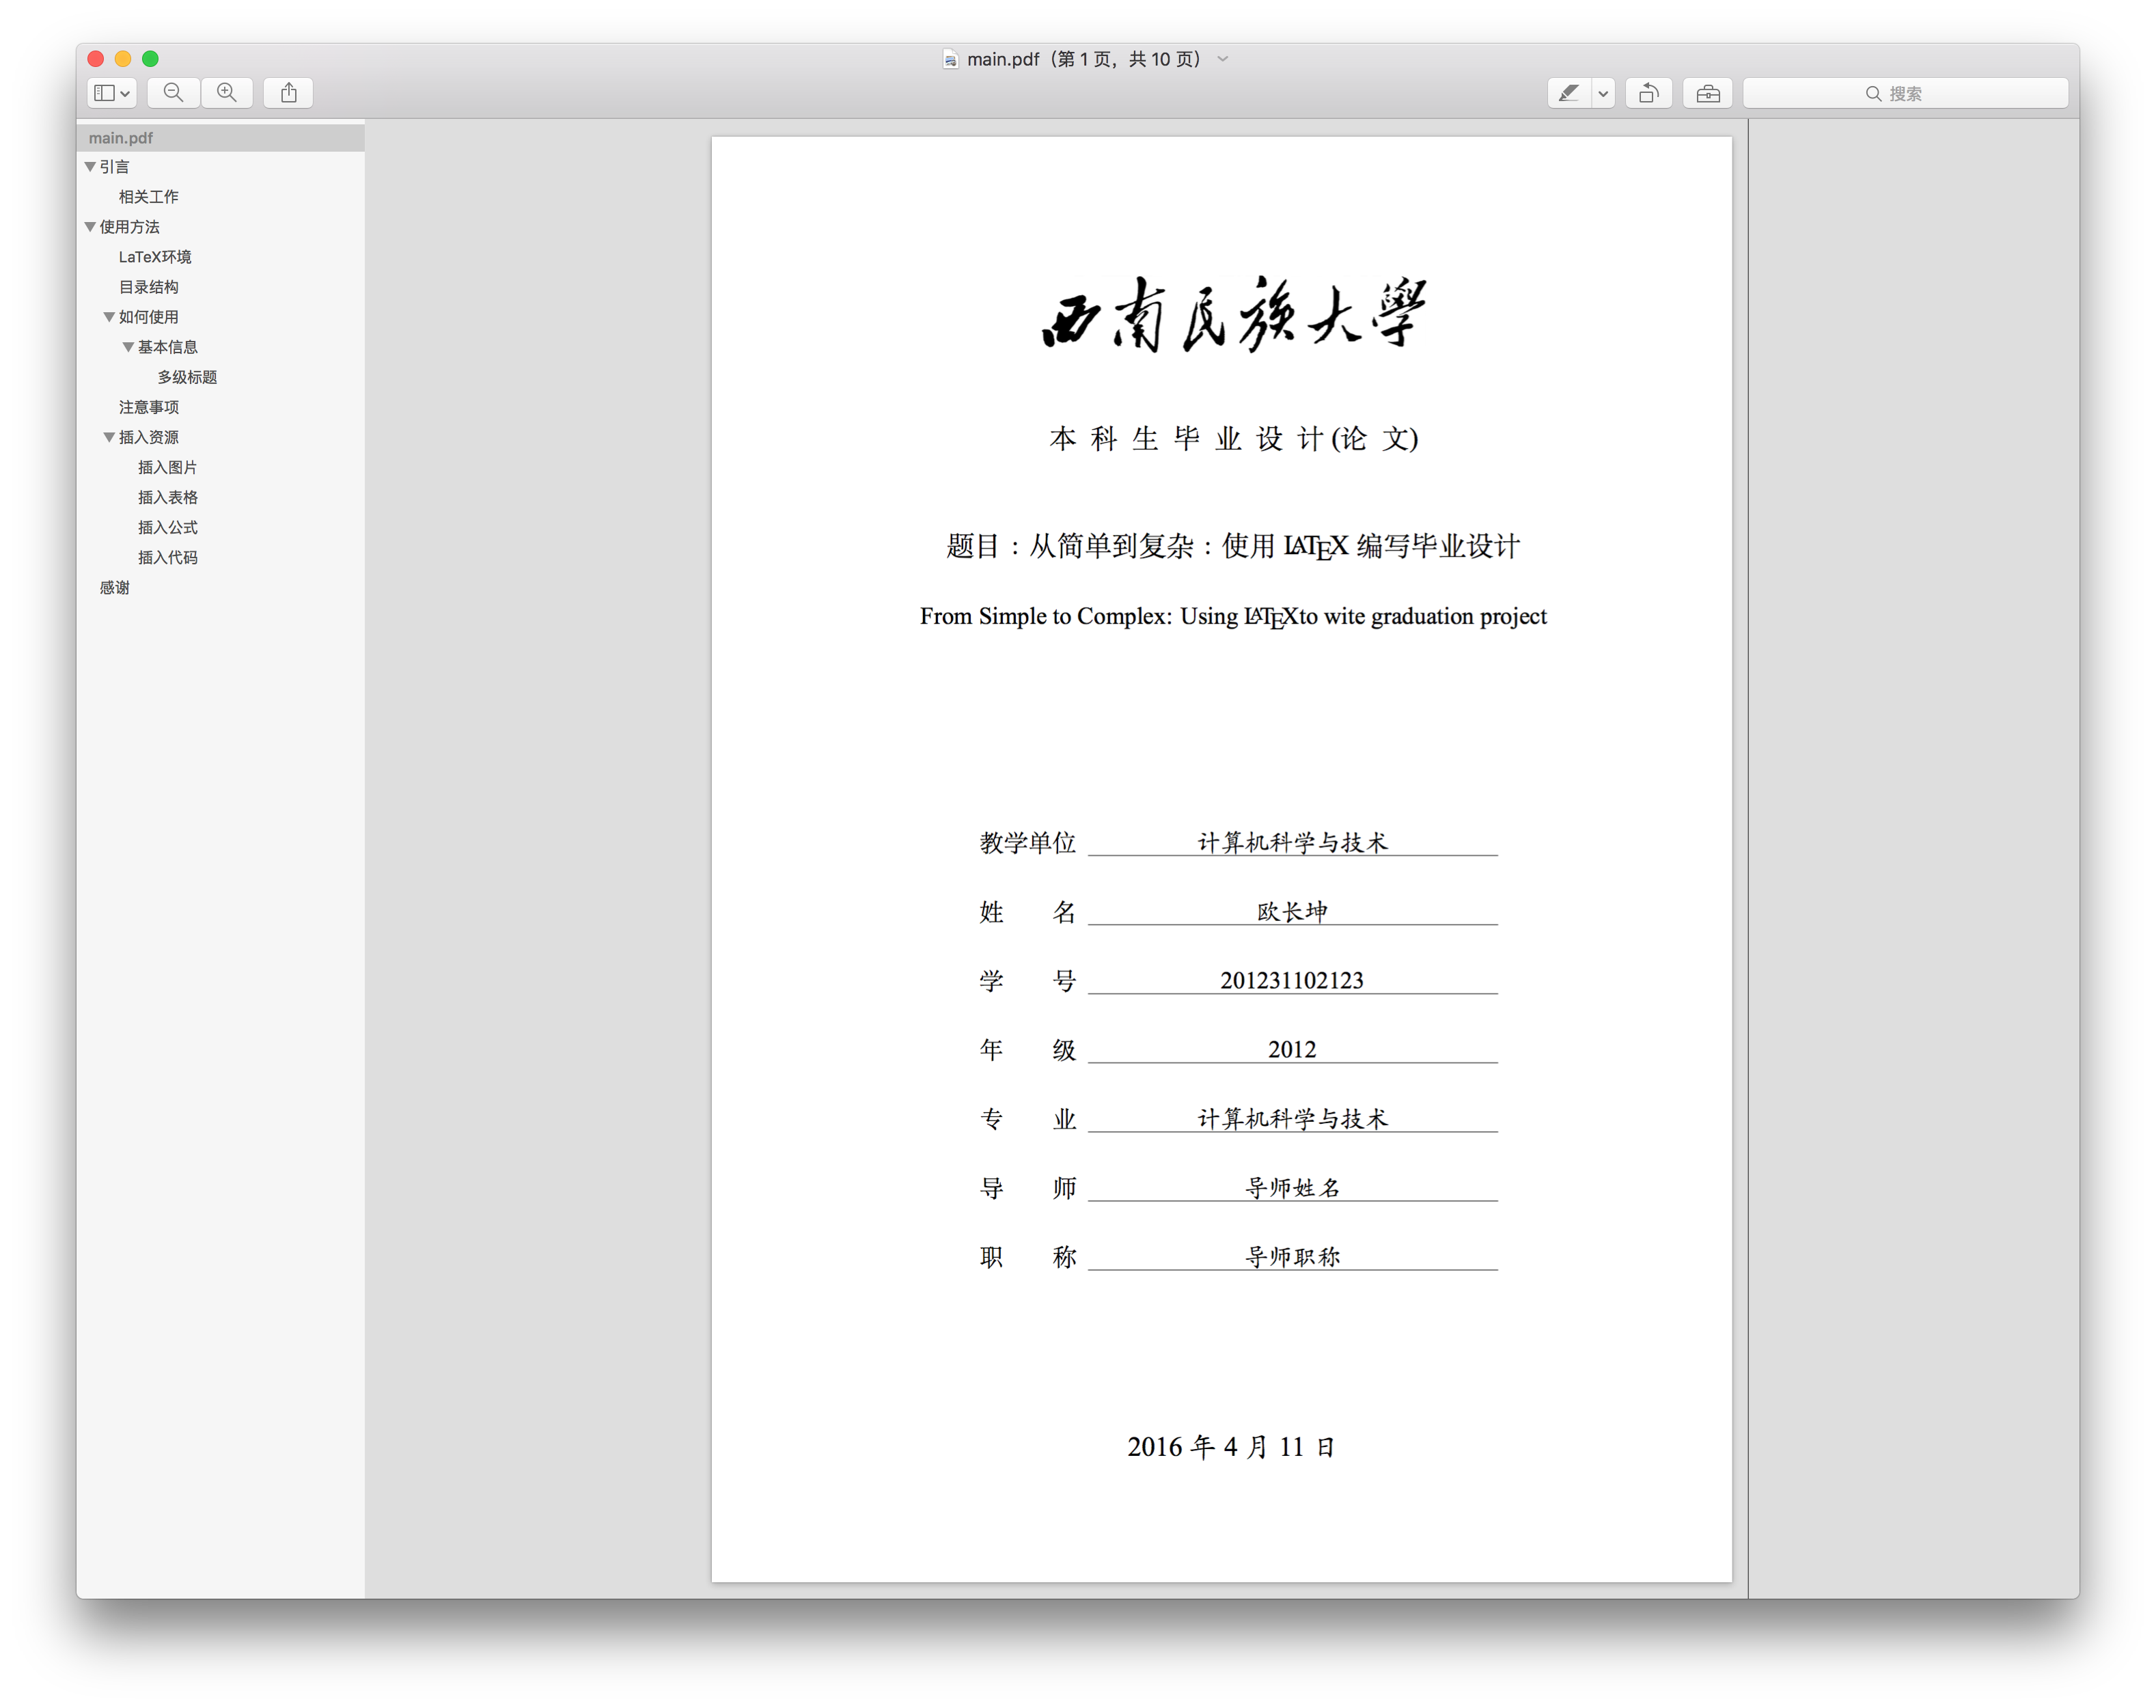 main.pdf（第 1 页，共 10 页）
搜索
main.pdf
引言
相关工作
使用方法
LaTeX环境
目录结构
如何使用
基本信息
多级标题
注意事项
插入资源
插入图片
插入表格
插入公式
插入代码
感谢
西南民族大學
本 科 生 毕 业 设 计 (论 文)
题目：从简单到复杂：使用 LATEX 编写毕业设计
From Simple to Complex: Using LATEXto wite graduation project
教学单位 计算机科学与技术
姓 名 欧长坤
学 号 201231102123
年 级 2012
专 业 计算机科学与技术
导 师 导师姓名
职 称 导师职称
2016 年 4 月 11 日